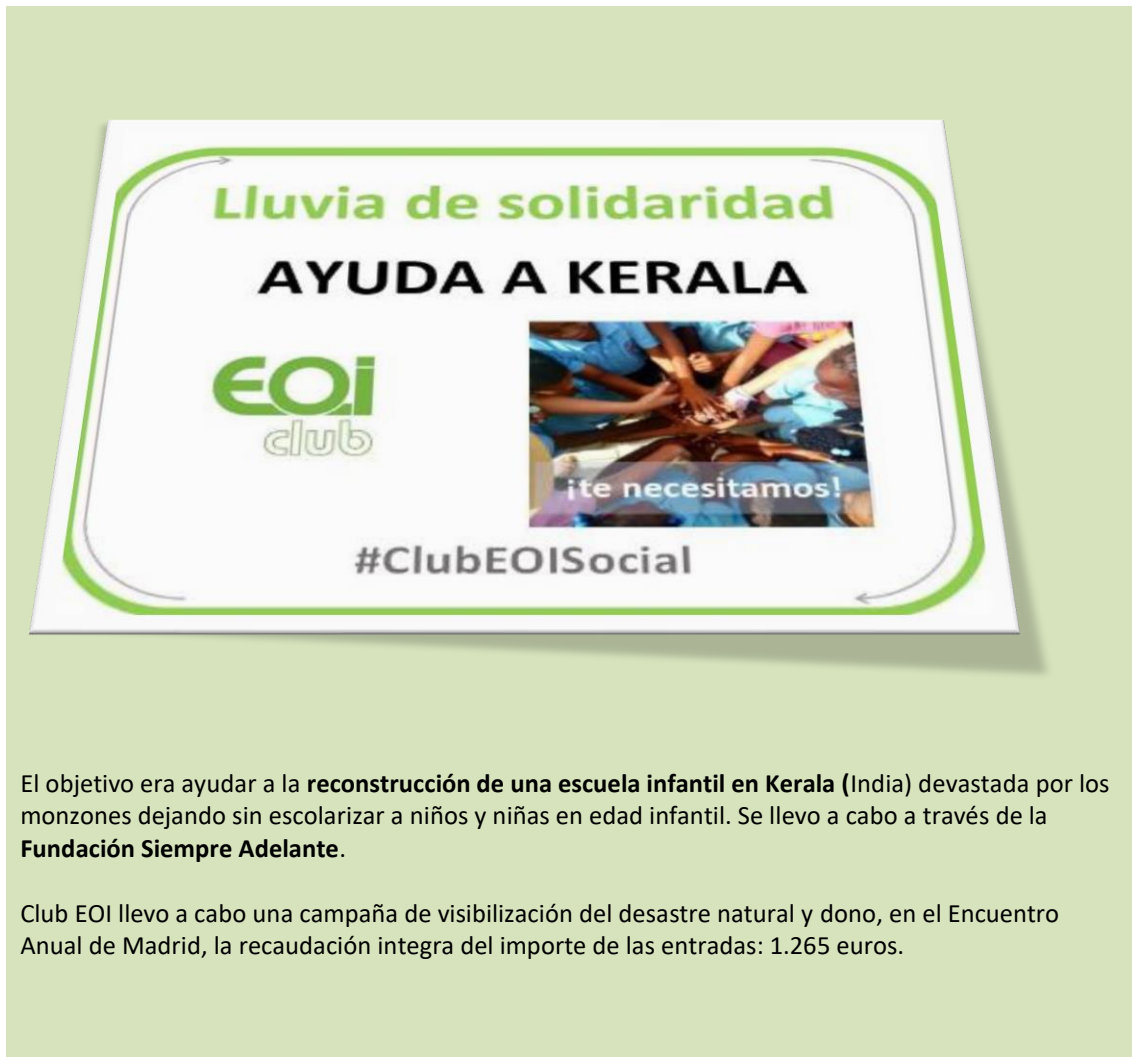 Lluvia de solidaridad
AYUDA A KERALA
EOi
club
¡te necesitamos!
#ClubEOISocial
El objetivo era ayudar a la reconstrucción de una escuela infantil en Kerala (India) devastada por los
monzones dejando sin escolarizar a niños y niñas en edad infantil. Se llevo a cabo a través de la
Fundación Siempre Adelante.
Club EOI llevo a cabo una campaña de visibilización del desastre natural y dono, en el Encuentro
Anual de Madrid, la recaudación integra del importe de las entradas: 1.265 euros.